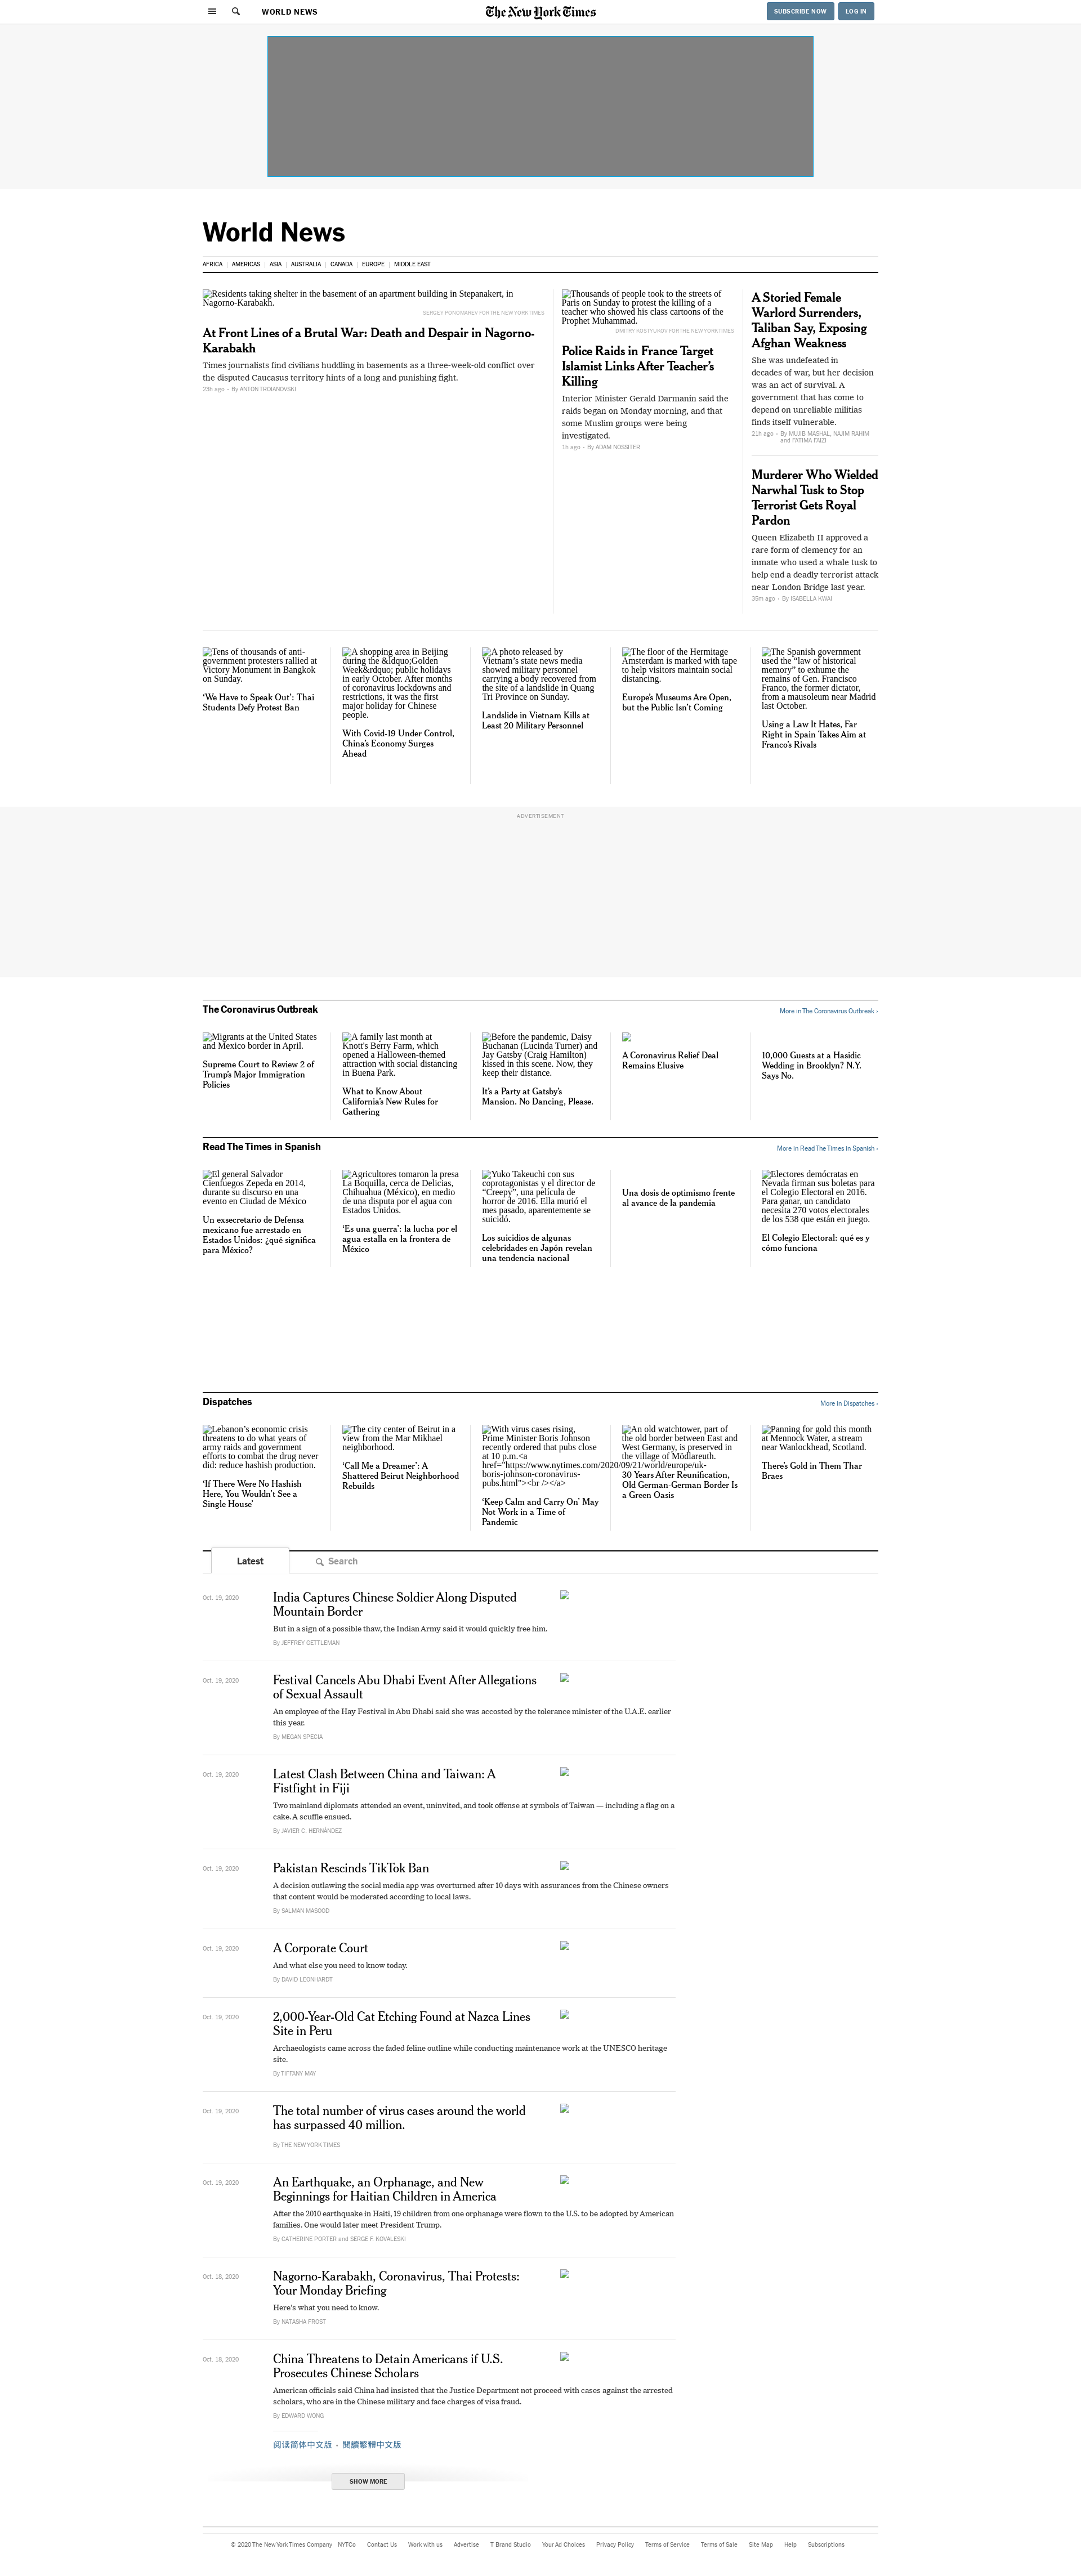 WORLD NEWS
The New York Times
SUBSCRIBE NOW
LOG IN
World News
AFRICA
AMERICAS
ASIA
AUSTRALIA
CANADA
EUROPE
MIDDLE EAST
Residents taking shelter in the basement of an apartment building in Stepanakert, in
Nagorno-Karabakh.
SERGEY PONOMAREV FOR THE NEW YORK TIMES
At Front Lines of a Brutal War: Death and Despair in Nagorno-
Karabakh
Times journalists find civilians huddling in basements as a three-week-old conflict over
the disputed Caucasus territory hints of a long and punishing fight.
23h ago • By ANTON TROIANOVSKI
Thousands of people took to the streets of
Paris on Sunday to protest the killing of a
teacher who showed his class cartoons of the
Prophet Muhammad.
DMITRY KOSTYUKOV FOR THE NEW YORK TIMES
Police Raids in France Target
Islamist Links After Teacher’s
Killing
Interior Minister Gerald Darmanin said the
raids began on Monday morning, and that
some Muslim groups were being
investigated.
1h ago • By ADAM NOSSITER
A Storied Female
Warlord Surrenders,
Taliban Say, Exposing
Afghan Weakness
She was undefeated in
decades of war, but her decision
was an act of survival. A
government that has come to
depend on unreliable militias
finds itself vulnerable.
21h ago • By MUJIB MASHAL, NAJIM RAHIM
and FATIMA FAIZI
Murderer Who Wielded
Narwhal Tusk to Stop
Terrorist Gets Royal
Pardon
Queen Elizabeth II approved a
rare form of clemency for an
inmate who used a whale tusk to
help end a deadly terrorist attack
near London Bridge last year.
35m ago • By ISABELLA KWAI
Tens of thousands of anti-
government protesters rallied at
Victory Monument in Bangkok
on Sunday.
‘We Have to Speak Out’: Thai
Students Defy Protest Ban
A shopping area in Beijing
during the &ldquo;Golden
Week&rdquo; public holidays
in early October. After months
of coronavirus lockdowns and
restrictions, it was the first
major holiday for Chinese
people.
With Covid-19 Under Control,
China’s Economy Surges
Ahead
A photo released by
Vietnam’s state news media
showed military personnel
carrying a body recovered from
the site of a landslide in Quang
Tri Province on Sunday.
Landslide in Vietnam Kills at
Least 20 Military Personnel
The floor of the Hermitage
Amsterdam is marked with tape
to help visitors maintain social
distancing.
Europe’s Museums Are Open,
but the Public Isn’t Coming
The Spanish government
used the “law of historical
memory” to exhume the
remains of Gen. Francisco
Franco, the former dictator,
from a mausoleum near Madrid
last October.
Using a Law It Hates, Far
Right in Spain Takes Aim at
Franco’s Rivals
ADVERTISEMENT
The Coronavirus Outbreak
More in The Coronavirus Outbreak ›
Migrants at the United States
and Mexico border in April.
Supreme Court to Review 2 of
Trump’s Major Immigration
Policies
A family last month at
Knott's Berry Farm, which
opened a Halloween-themed
attraction with social distancing
in Buena Park.
What to Know About
California’s New Rules for
Gathering
Before the pandemic, Daisy
Buchanan (Lucinda Turner) and
Jay Gatsby (Craig Hamilton)
kissed in this scene. Now, they
keep their distance.
It’s a Party at Gatsby’s
Mansion. No Dancing, Please.
A Coronavirus Relief Deal
Remains Elusive
10,000 Guests at a Hasidic
Wedding in Brooklyn? N.Y.
Says No.
Read The Times in Spanish
More in Read The Times in Spanish ›
El general Salvador
Cienfuegos Zepeda en 2014,
durante su discurso en una
evento en Ciudad de México
Un exsecretario de Defensa
mexicano fue arrestado en
Estados Unidos: ¿qué significa
para México?
Agricultores tomaron la presa
La Boquilla, cerca de Delicias,
Chihuahua (México), en medio
de una disputa por el agua con
Estados Unidos.
‘Es una guerra’: la lucha por el
agua estalla en la frontera de
México
Yuko Takeuchi con sus
coprotagonistas y el director de
“Creepy”, una película de
horror de 2016. Ella murió el
mes pasado, aparentemente se
suicidó.
Los suicidios de algunas
celebridades en Japón revelan
una tendencia nacional
Una dosis de optimismo frente
al avance de la pandemia
Electores demócratas en
Nevada firman sus boletas para
el Colegio Electoral en 2016.
Para ganar, un candidato
necesita 270 votos electorales
de los 538 que están en juego.
El Colegio Electoral: qué es y
cómo funciona
Dispatches
More in Dispatches ›
Lebanon’s economic crisis
threatens to do what years of
army raids and government
efforts to combat the drug never
did: reduce hashish production.
‘If There Were No Hashish
Here, You Wouldn’t See a
Single House’
The city center of Beirut in a
view from the Mar Mikhael
neighborhood.
‘Call Me a Dreamer’: A
Shattered Beirut Neighborhood
Rebuilds
With virus cases rising,
Prime Minister Boris Johnson
recently ordered that pubs close
at 10 p.m.<a
href="https://www.nytimes.com/2020/09/21/world/europe/uk-
boris-johnson-coronavirus-
pubs.html"><br /></a>
‘Keep Calm and Carry On’ May
Not Work in a Time of
Pandemic
An old watchtower, part of
the old border between East and
West Germany, is preserved in
the village of Mödlareuth.
30 Years After Reunification,
Old German-German Border Is
a Green Oasis
Panning for gold this month
at Mennock Water, a stream
near Wanlockhead, Scotland.
There’s Gold in Them Thar
Braes
Latest
Search
Oct. 19, 2020
India Captures Chinese Soldier Along Disputed
Mountain Border
But in a sign of a possible thaw, the Indian Army said it would quickly free him.
By JEFFREY GETTLEMAN
Oct. 19, 2020
Festival Cancels Abu Dhabi Event After Allegations
of Sexual Assault
An employee of the Hay Festival in Abu Dhabi said she was accosted by the tolerance minister of the U.A.E. earlier
this year.
By MEGAN SPECIA
Oct. 19, 2020
Latest Clash Between China and Taiwan: A
Fistfight in Fiji
Two mainland diplomats attended an event, uninvited, and took offense at symbols of Taiwan — including a flag on a
cake. A scuffle ensued.
By JAVIER C. HERNÁNDEZ
Oct. 19, 2020
Pakistan Rescinds TikTok Ban
A decision outlawing the social media app was overturned after 10 days with assurances from the Chinese owners
that content would be moderated according to local laws.
By SALMAN MASOOD
Oct. 19, 2020
A Corporate Court
And what else you need to know today.
By DAVID LEONHARDT
Oct. 19, 2020
2,000-Year-Old Cat Etching Found at Nazca Lines
Site in Peru
Archaeologists came across the faded feline outline while conducting maintenance work at the UNESCO heritage
site.
By TIFFANY MAY
Oct. 19, 2020
The total number of virus cases around the world
has surpassed 40 million.
By THE NEW YORK TIMES
Oct. 19, 2020
An Earthquake, an Orphanage, and New
Beginnings for Haitian Children in America
After the 2010 earthquake in Haiti, 19 children from one orphanage were flown to the U.S. to be adopted by American
families. One would later meet President Trump.
By CATHERINE PORTER and SERGE F. KOVALESKI
Oct. 18, 2020
Nagorno-Karabakh, Coronavirus, Thai Protests:
Your Monday Briefing
Here’s what you need to know.
By NATASHA FROST
Oct. 18, 2020
China Threatens to Detain Americans if U.S.
Prosecutes Chinese Scholars
American officials said China had insisted that the Justice Department not proceed with cases against the arrested
scholars, who are in the Chinese military and face charges of visa fraud.
By EDWARD WONG
阅读简体中文版 • 閱讀繁體中文版
SHOW MORE
© 2020 The New York Times Company
NYTCo
Contact Us
Work with us
Advertise
T Brand Studio
Your Ad Choices
Privacy Policy
Terms of Service
Terms of Sale
Site Map
Help
Subscriptions